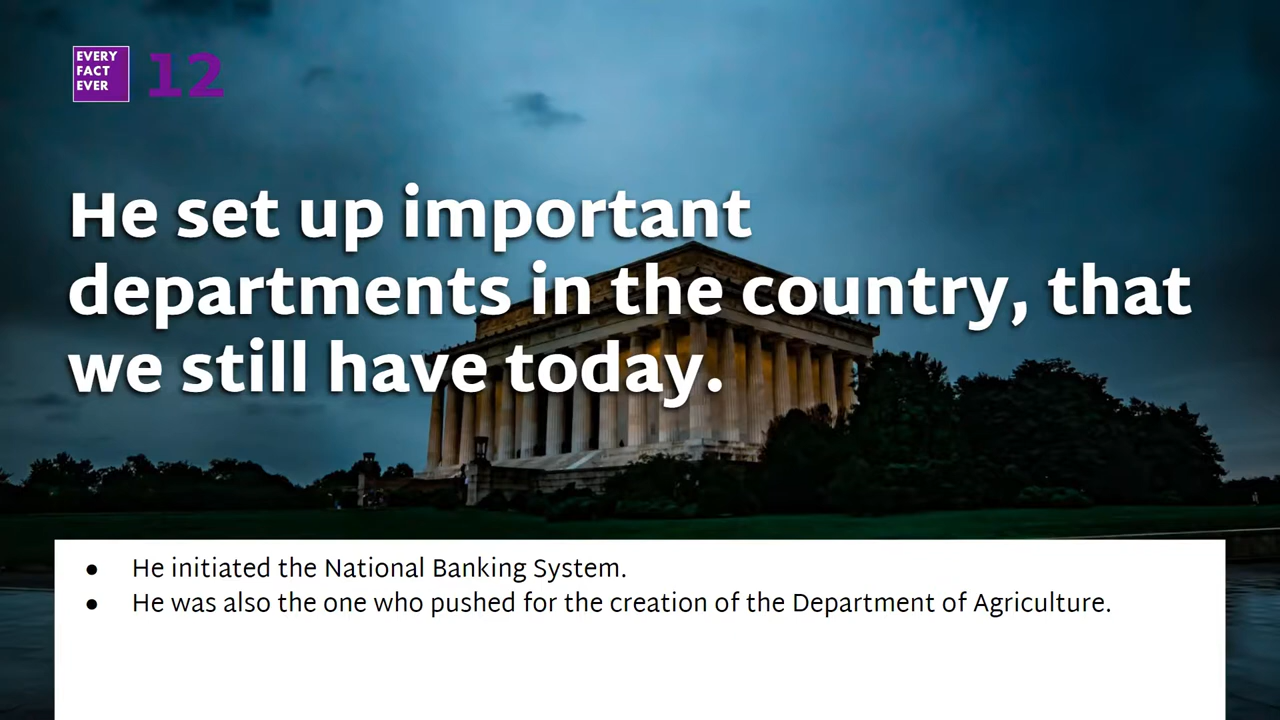 EVERY
FACT
EVER
12
He set up important
departments in the country, that
we still have today.
● He initiated the National Banking System.
● He was also the one who pushed for the creation of the Department of Agriculture.